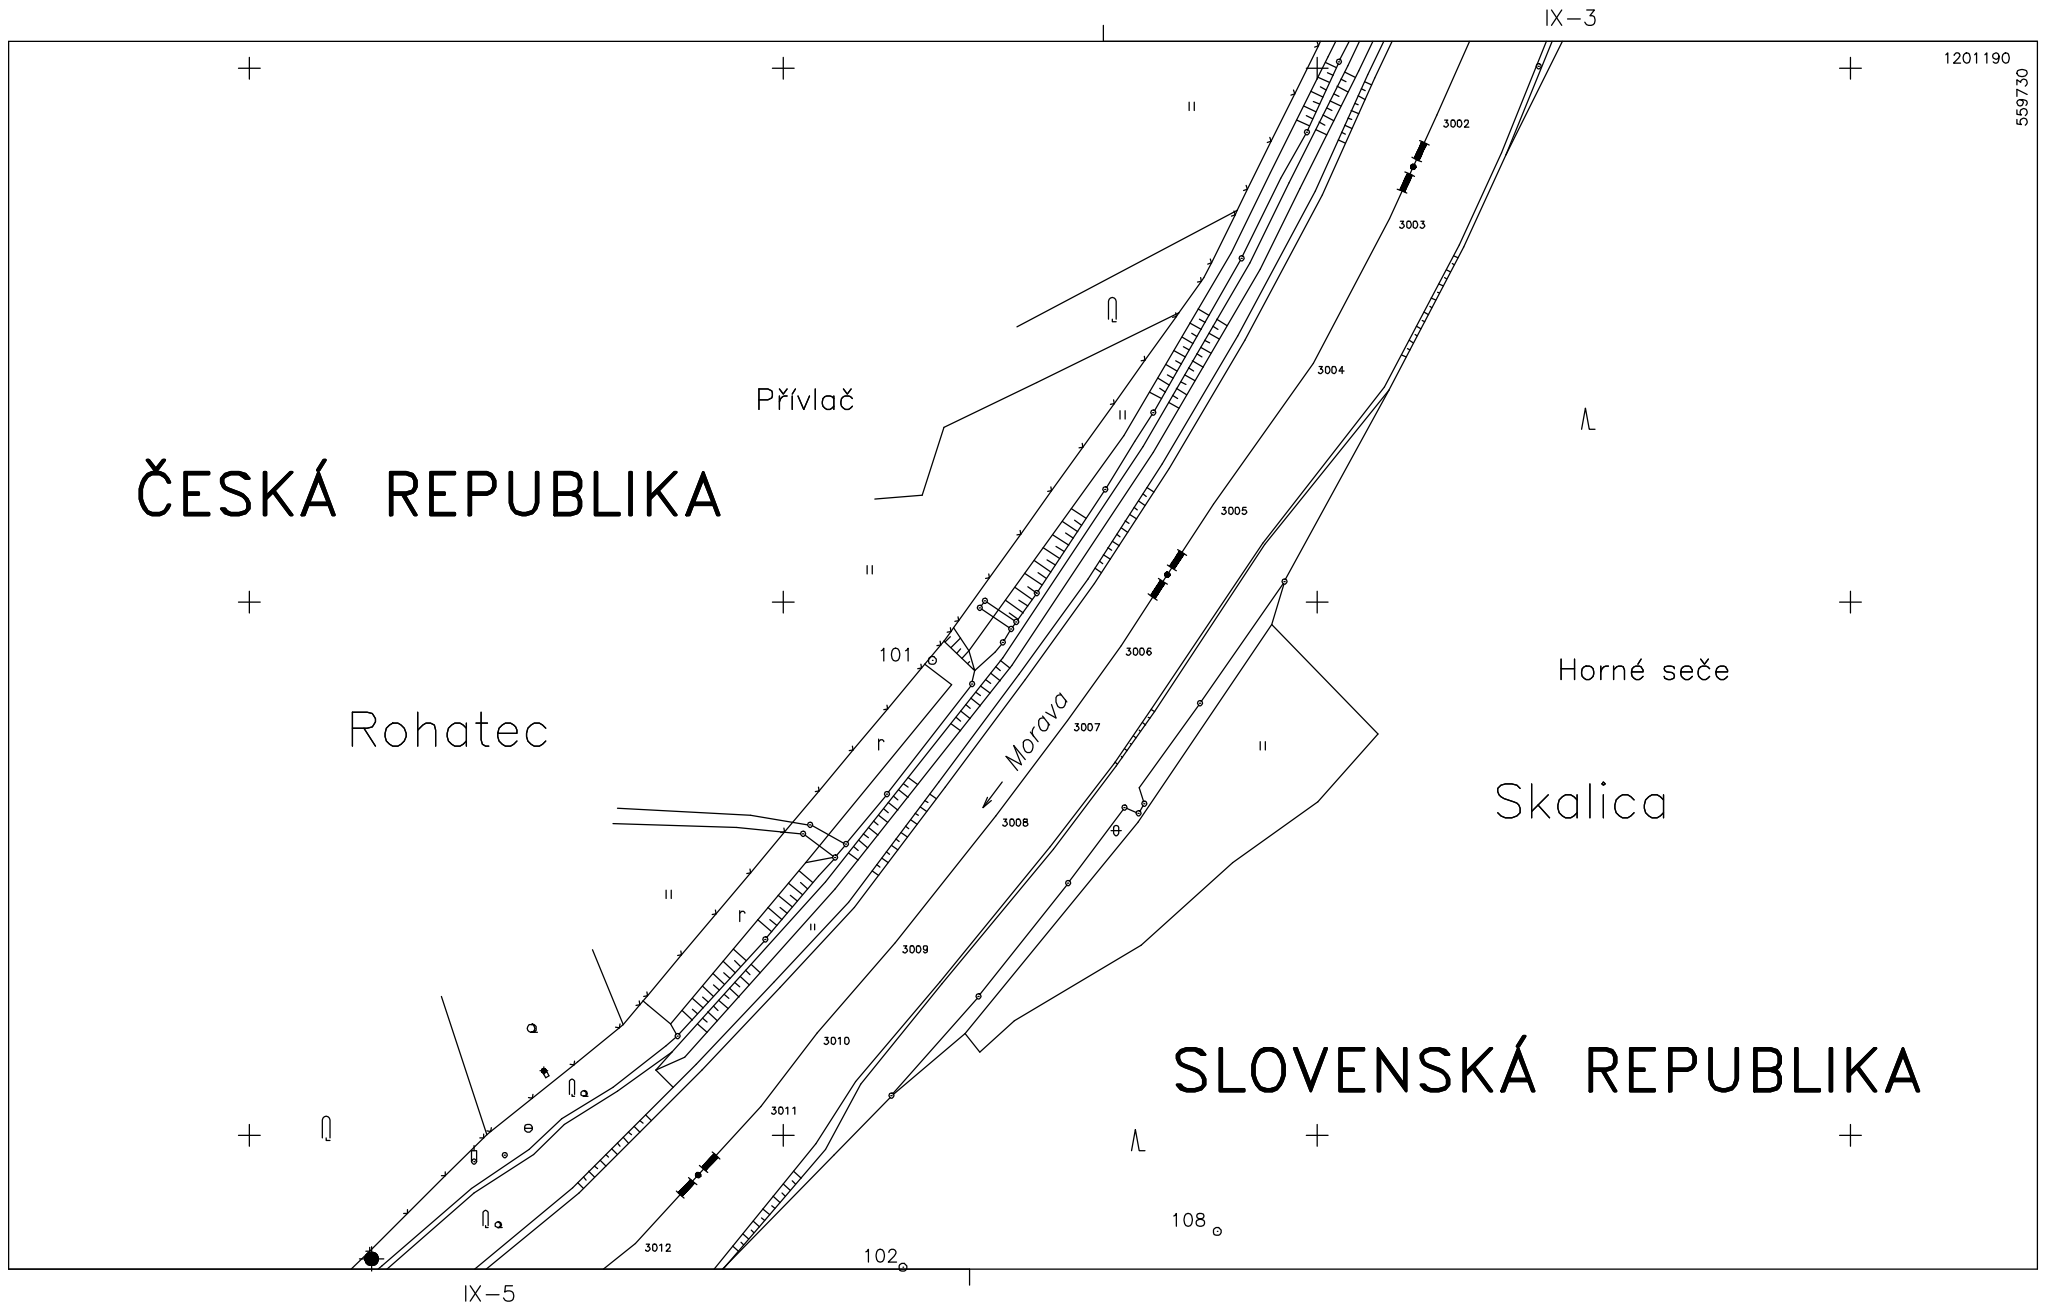 IX-3
1201190
559730
3002
3003
3004
Přívlač
ČESKÁ REPUBLIKA
3005
101
3006
Horné seče
Rohatec
Morava
3007
r
Skalica
3008
r
3009
3010
SLOVENSKÁ REPUBLIKA
3011
108
3012
102
IX-5